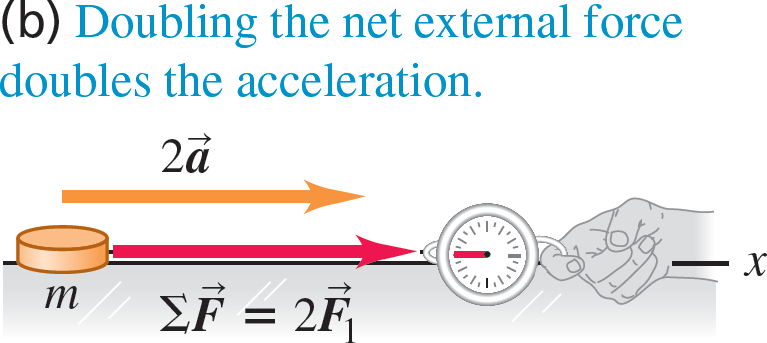 (b) Doubling the net external force
doubles the acceleration.
2a⃗
x
m
ΣF⃗ = 2F⃗₁